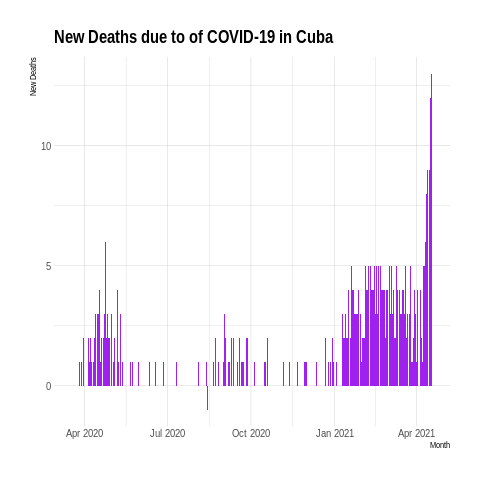 New Deaths due to of COVID-19 in Cuba
New Deaths
10
5
0
Apr 2020 Jul 2020 Oct 2020 Jan 2021 Apr 2021
Month